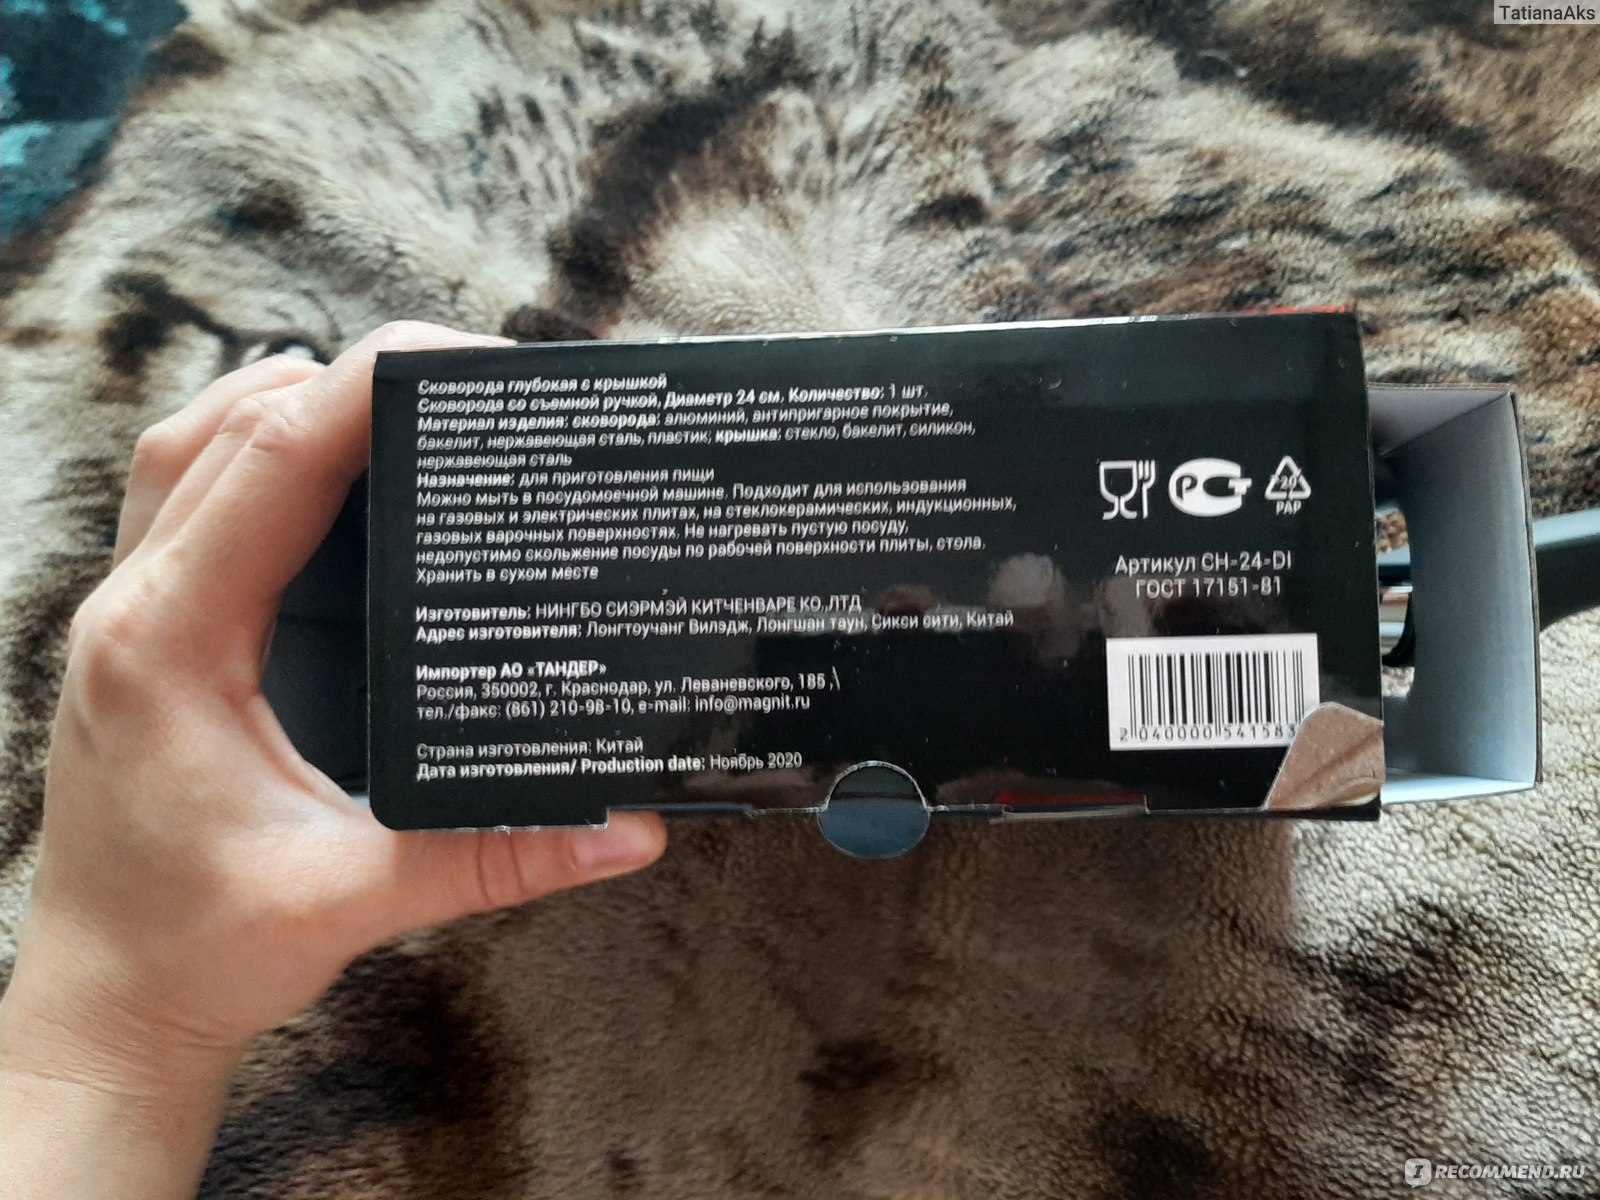 TatianaAks
Сковорода глубокая с крышкой
Сковорода со съемной ручкой, Диаметр 24 см. Количество: 1 шт.
Материал изделия: сковорода: алюминий, антипригарное покрытие,
бакелит, нержавеющая сталь, пластик; крышка: стекло, бакелит, силикон,
нержавеющая сталь
Назначение: для приготовления пищи
Можно мыть в посудомоечной машине. Подходит для использования
на газовых и электрических плитах, на стеклокерамических, индукционных,
газовых варочных поверхностях. Не нагревать пустую посуду,
недопустимо скольжение посуды по рабочей поверхности плиты, стола.
Хранить в сухом месте
Изготовитель: НИНГБО СИЭРМЭЙ КИТЧЕНВАРЕ КО.,ЛТД
Адрес изготовителя: Лонгтоучанг Вилэдж, Лонгшан таун, Сикси сити, Китай
Импортер АО «ТАНДЕР»
Россия, 350002, г. Краснодар, ул. Леваневского, 185 ,\
тел./факс: (861) 210-98-10, e-mail: info@magnit.ru
Страна изготовления: Китай
Дата изготовления/ Production date: Ноябрь 2020
РСТ
20
PAP
Артикул CH-24-DI
ГОСТ 17151-81
2 040000 541583
RECOMMEND.RU